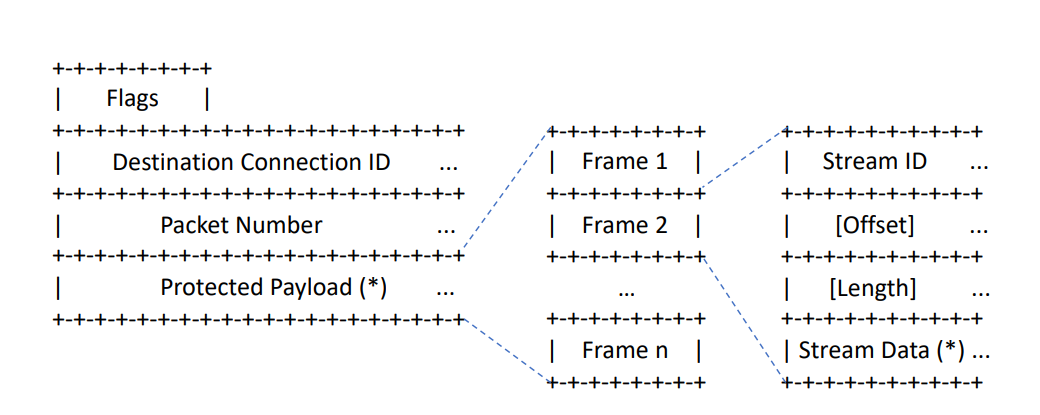 +-+-+-+-+-+-+-+
| Flags |
+-+-+-+-+-+-+-+-+-+-+-+-+-+-+-+-+-+-+-+
| Destination Connection ID ...
+-+-+-+-+-+-+-+-+-+-+-+-+-+-+-+-+-+-+-+
| Packet Number ...
+-+-+-+-+-+-+-+-+-+-+-+-+-+-+-+-+-+-+-+
| Protected Payload (*) ...
+-+-+-+-+-+-+-+-+-+-+-+-+-+-+-+-+-+-+-+
+-+-+-+-+-+-+-+
| Frame 1 |
+-+-+-+-+-+-+-+
| Frame 2 |
+-+-+-+-+-+-+-+
...
+-+-+-+-+-+-+-+
| Frame n |
+-+-+-+-+-+-+-+
+-+-+-+-+-+-+-+-+-+
| Stream ID ...
+-+-+-+-+-+-+-+-+-+
| [Offset] ...
+-+-+-+-+-+-+-+-+-+
| [Length] ...
+-+-+-+-+-+-+-+-+-+
| Stream Data (*) ...
+-+-+-+-+-+-+-+-+-+